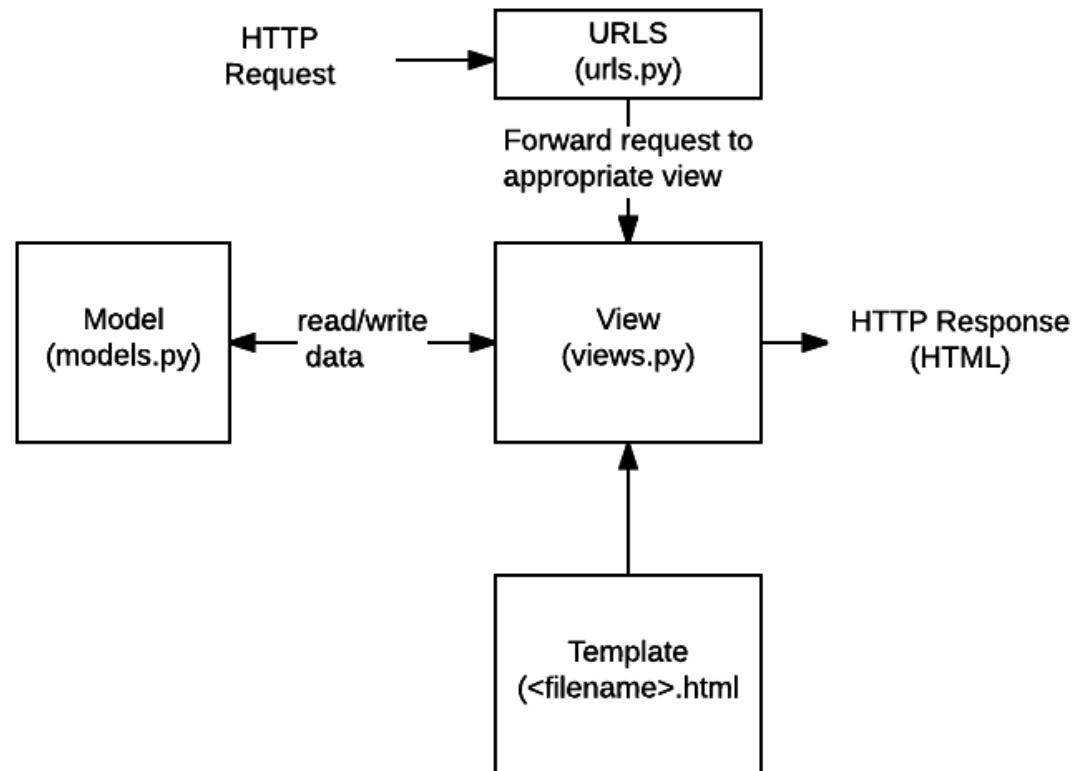 HTTP
Request
URLS
(urls.py)
Forward request to
appropriate view
Model
(models.py)
read/write
data
View
(views.py)
HTTP Response
(HTML)
Template
(<filename>.html